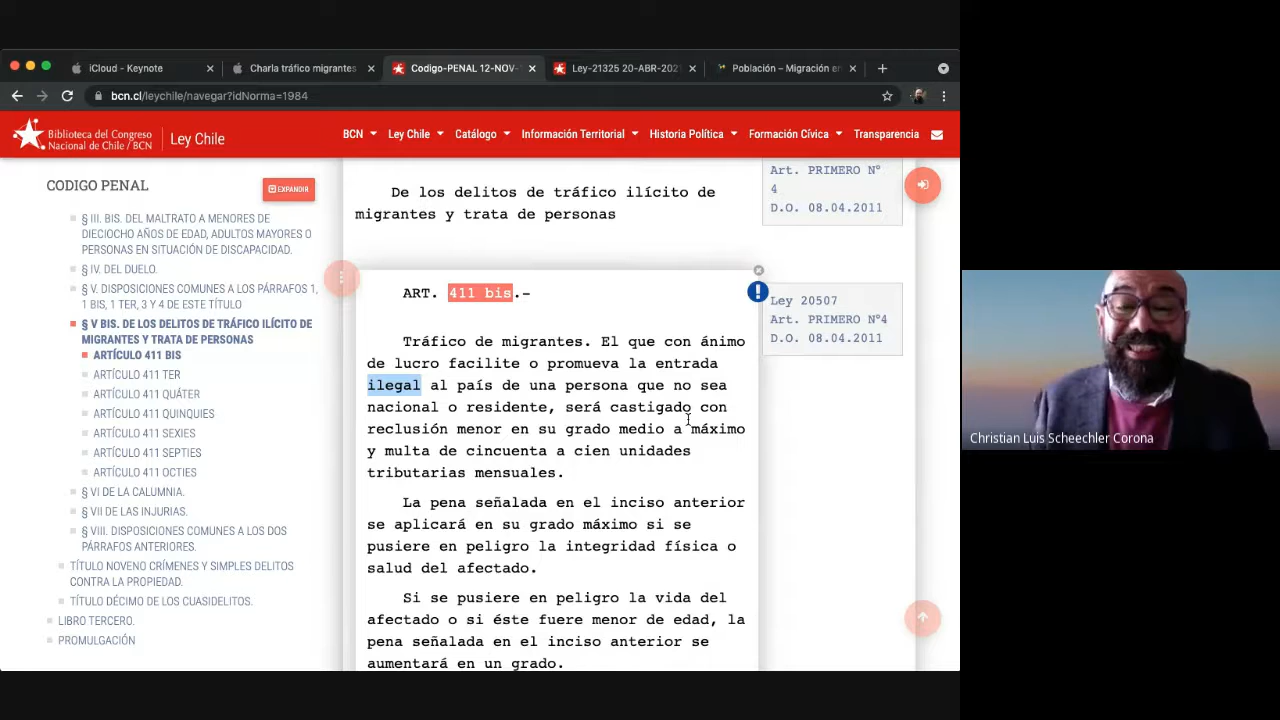 iCloud - Keynote
Charla tráfico migrantes
Codigo-PENAL 12-NOV-
Ley-21325 20-ABR-2021
Población – Migración en
bcn.cl/leychile/navegar?idNorma=1984
Biblioteca del Congreso
Nacional de Chile / BCN
Ley Chile
BCN
Ley Chile
Catálogo
Información Territorial
Historia Política
Formación Cívica
Transparencia
CODIGO PENAL
EXPANDIR
§ III. BIS. DEL MALTRATO A MENORES DE
DIECIOCHO AÑOS DE EDAD, ADULTOS MAYORES O
PERSONAS EN SITUACIÓN DE DISCAPACIDAD.
§ IV. DEL DUELO.
§ V. DISPOSICIONES COMUNES A LOS PÁRRAFOS 1,
1 BIS, 1 TER, 3 Y 4 DE ESTE TÍTULO
§ V BIS. DE LOS DELITOS DE TRÁFICO ILÍCITO DE
MIGRANTES Y TRATA DE PERSONAS
ARTÍCULO 411 BIS
ARTÍCULO 411 TER
ARTÍCULO 411 QUÁTER
ARTÍCULO 411 QUINQUIES
ARTÍCULO 411 SEXIES
ARTÍCULO 411 SEPTIES
ARTÍCULO 411 OCTIES
§ VI DE LA CALUMNIA.
§ VII DE LAS INJURIAS.
§ VIII. DISPOSICIONES COMUNES A LOS DOS
PÁRRAFOS ANTERIORES.
TÍTULO NOVENO CRÍMENES Y SIMPLES DELITOS
CONTRA LA PROPIEDAD.
TÍTULO DÉCIMO DE LOS CUASIDELITOS.
LIBRO TERCERO.
PROMULGACIÓN
De los delitos de tráfico ilícito de
migrantes y trata de personas
Art. PRIMERO Nº
4
D.O. 08.04.2011
ART. 411 bis.-
Tráfico de migrantes. El que con ánimo
de lucro facilite o promueva la entrada
ilegal al país de una persona que no sea
nacional o residente, será castigado con
reclusión menor en su grado medio a máximo
y multa de cincuenta a cien unidades
tributarias mensuales.
La pena señalada en el inciso anterior
se aplicará en su grado máximo si se
pusiere en peligro la integridad física o
salud del afectado.
Si se pusiere en peligro la vida del
afectado o si éste fuere menor de edad, la
pena señalada en el inciso anterior se
aumentará en un grado.
Ley 20507
Art. PRIMERO Nº4
D.O. 08.04.2011
Christian Luis Scheechler Corona